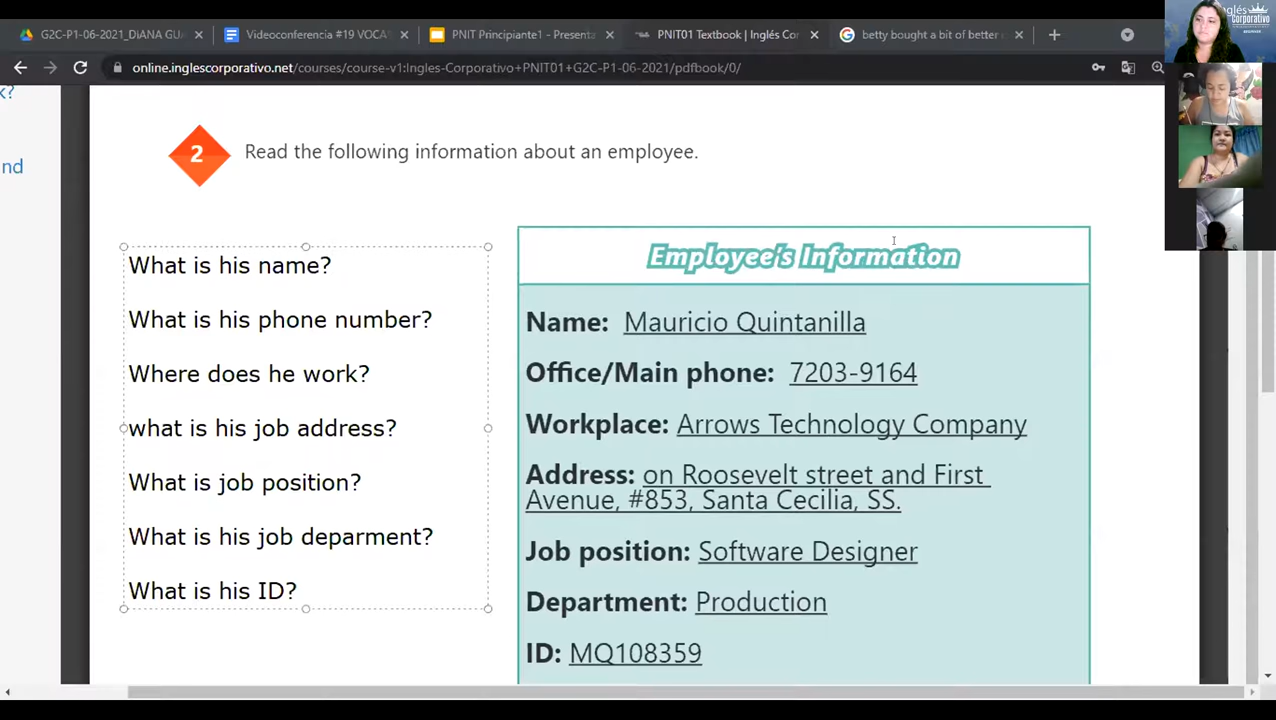 G2C-P1-06-2021_DiANA GUA
Videoconferencia #19 VOCA
PNIT Principiante1 - Presenta
PNIT01 Textbook | Inglés Cor
betty bought a bit of better
online.inglescorporativo.net/courses/course-v1:Ingles-Corporativo+PNIT01+G2C-P1-06-2021/pdfbook/0/
Inglés
Corporativo
k?
nd
2
Read the following information about an employee.
What is his name?
What is his phone number?
Where does he work?
what is his job address?
What is job position?
What is his job deparment?
What is his ID?
Employee's Information
Name: Mauricio Quintanilla
Office/Main phone: 7203-9164
Workplace: Arrows Technology Company
Address: on Roosevelt street and First
Avenue, #853, Santa Cecilia, SS.
Job position: Software Designer
Department: Production
ID: MQ108359